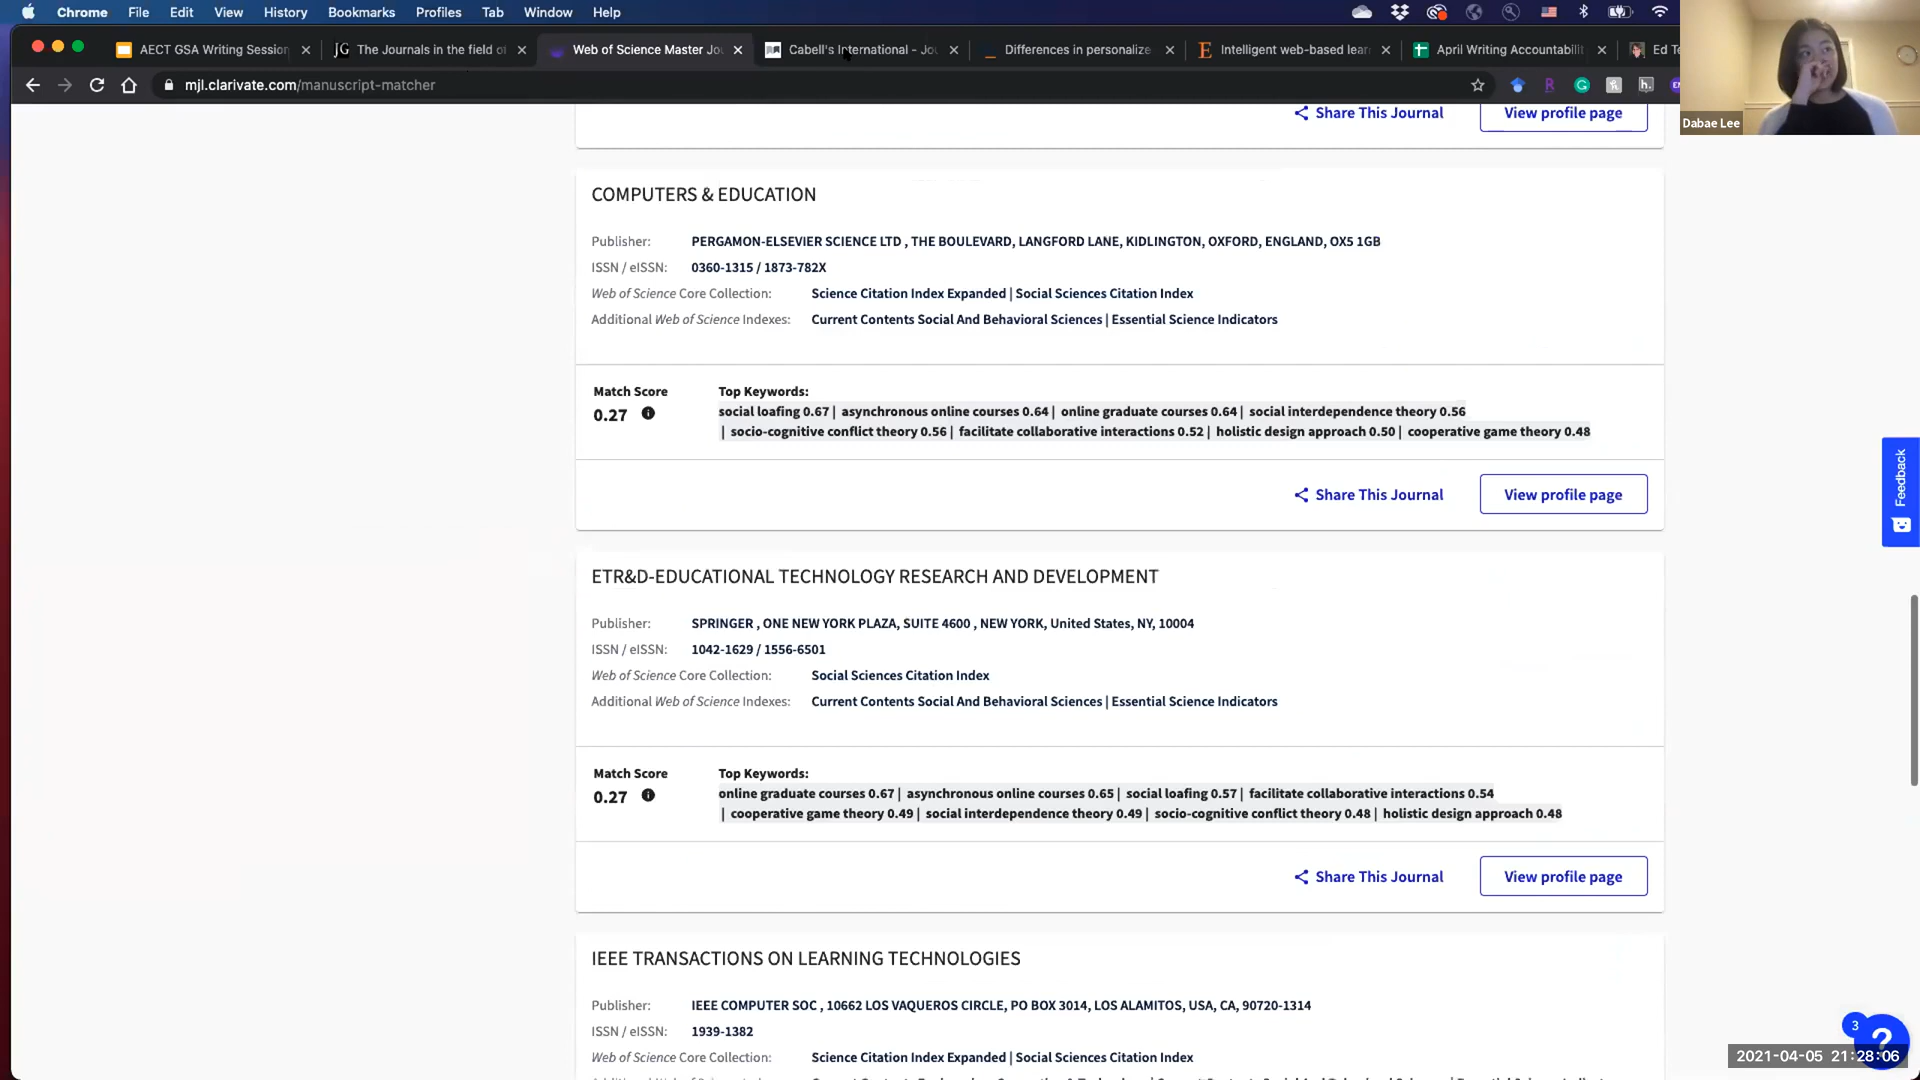 Chrome File Edit View History Bookmarks Profiles Tab Window Help
AECT GSA Writing Session
The Journals in the field of
Web of Science Master Jou
Cabell's International - Jou
Differences in personalize
Intelligent web-based lear
April Writing Accountabilit
Ed Te
mjl.clarivate.com/manuscript-matcher
Dabae Lee
Share This Journal View profile page
COMPUTERS & EDUCATION
Publisher: PERGAMON-ELSEVIER SCIENCE LTD , THE BOULEVARD, LANGFORD LANE, KIDLINGTON, OXFORD, ENGLAND, OX5 1GB
ISSN / eISSN: 0360-1315 / 1873-782X
Web of Science Core Collection: Science Citation Index Expanded | Social Sciences Citation Index
Additional Web of Science Indexes: Current Contents Social And Behavioral Sciences | Essential Science Indicators
Match Score Top Keywords:
0.27 social loafing 0.67 | asynchronous online courses 0.64 | online graduate courses 0.64 | social interdependence theory 0.56
| socio-cognitive conflict theory 0.56 | facilitate collaborative interactions 0.52 | holistic design approach 0.50 | cooperative game theory 0.48
Share This Journal View profile page
Feedback
ETR&D-EDUCATIONAL TECHNOLOGY RESEARCH AND DEVELOPMENT
Publisher: SPRINGER , ONE NEW YORK PLAZA, SUITE 4600 , NEW YORK, United States, NY, 10004
ISSN / eISSN: 1042-1629 / 1556-6501
Web of Science Core Collection: Social Sciences Citation Index
Additional Web of Science Indexes: Current Contents Social And Behavioral Sciences | Essential Science Indicators
Match Score Top Keywords:
0.27 online graduate courses 0.67 | asynchronous online courses 0.65 | social loafing 0.57 | facilitate collaborative interactions 0.54
| cooperative game theory 0.49 | social interdependence theory 0.49 | socio-cognitive conflict theory 0.48 | holistic design approach 0.48
Share This Journal View profile page
IEEE TRANSACTIONS ON LEARNING TECHNOLOGIES
Publisher: IEEE COMPUTER SOC , 10662 LOS VAQUEROS CIRCLE, PO BOX 3014, LOS ALAMITOS, USA, CA, 90720-1314
ISSN / eISSN: 1939-1382
Web of Science Core Collection: Science Citation Index Expanded | Social Sciences Citation Index
3
?
2021-04-05 21:28:06